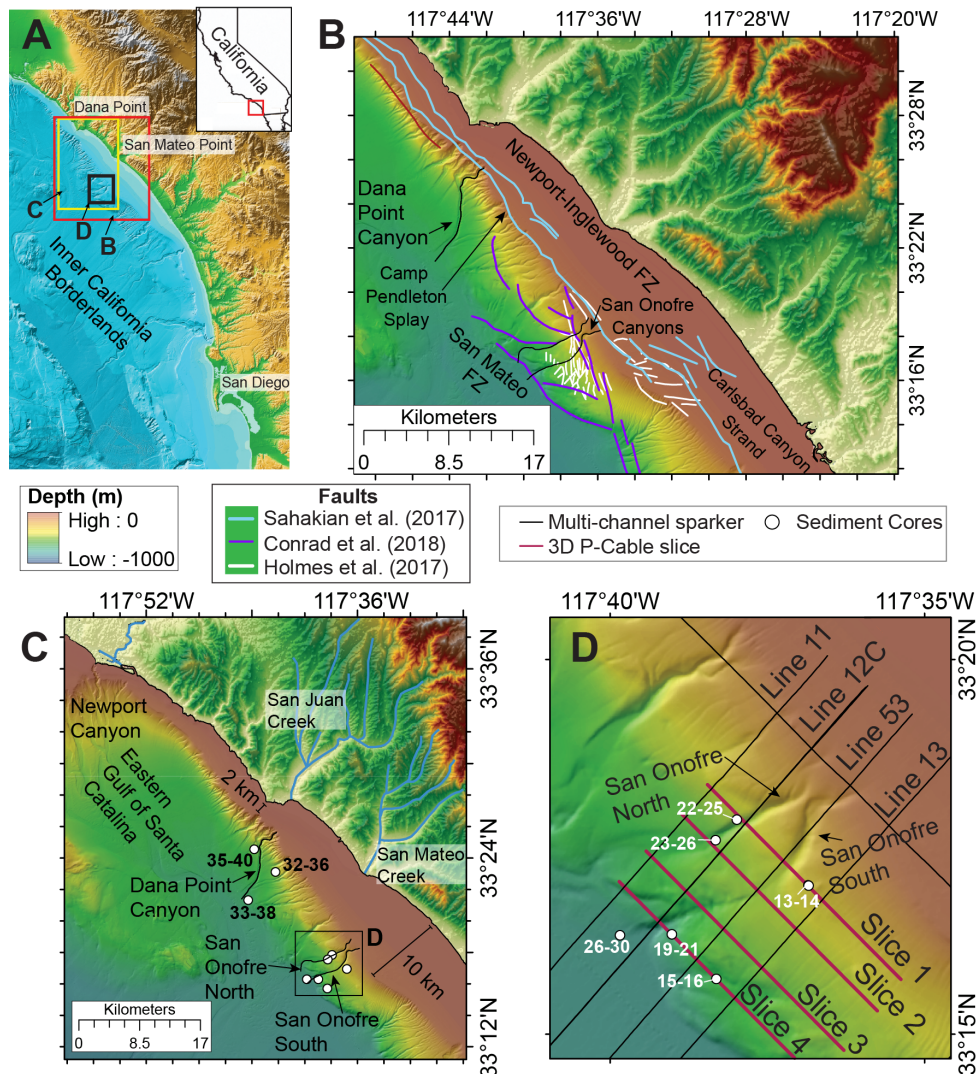 A
California
Dana Point
San Mateo Point
C
D
B
Inner California
Borderlands
San Diego
B
117°44'W
117°36'W
117°28'W
117°20'W
33°28'N
33°22'N
33°16'N
Newport-Inglewood FZ
Dana
Point
Canyon
Camp
Pendleton
Splay
San Onofre
Canyons
San Mateo
FZ
Carlsbad Canyon
Strand
Kilometers
0 8.5 17
Depth (m)
High : 0
Low : -1000
Faults
Sahakian et al. (2017)
Conrad et al. (2018)
Holmes et al. (2017)
Multi-channel sparker
Sediment Cores
3D P-Cable slice
C
117°52'W
117°36'W
33°36'N
33°24'N
33°12'N
Newport
Canyon
San Juan
Creek
Eastern
Gulf of Santa
Catalina
2 km
San Mateo
Creek
35-40
32-36
Dana Point
Canyon
33-38
D
San
Onofre
North
10 km
San Onofre
South
Kilometers
0 8.5 17
D
117°40'W
117°35'W
33°20'N
33°15'N
Line 11
Line 12C
Line 53
Line 13
San Onofre
North
22-25
23-26
San Onofre
South
13-14
26-30
19-21
15-16
Slice 1
Slice 2
Slice 3
Slice 4